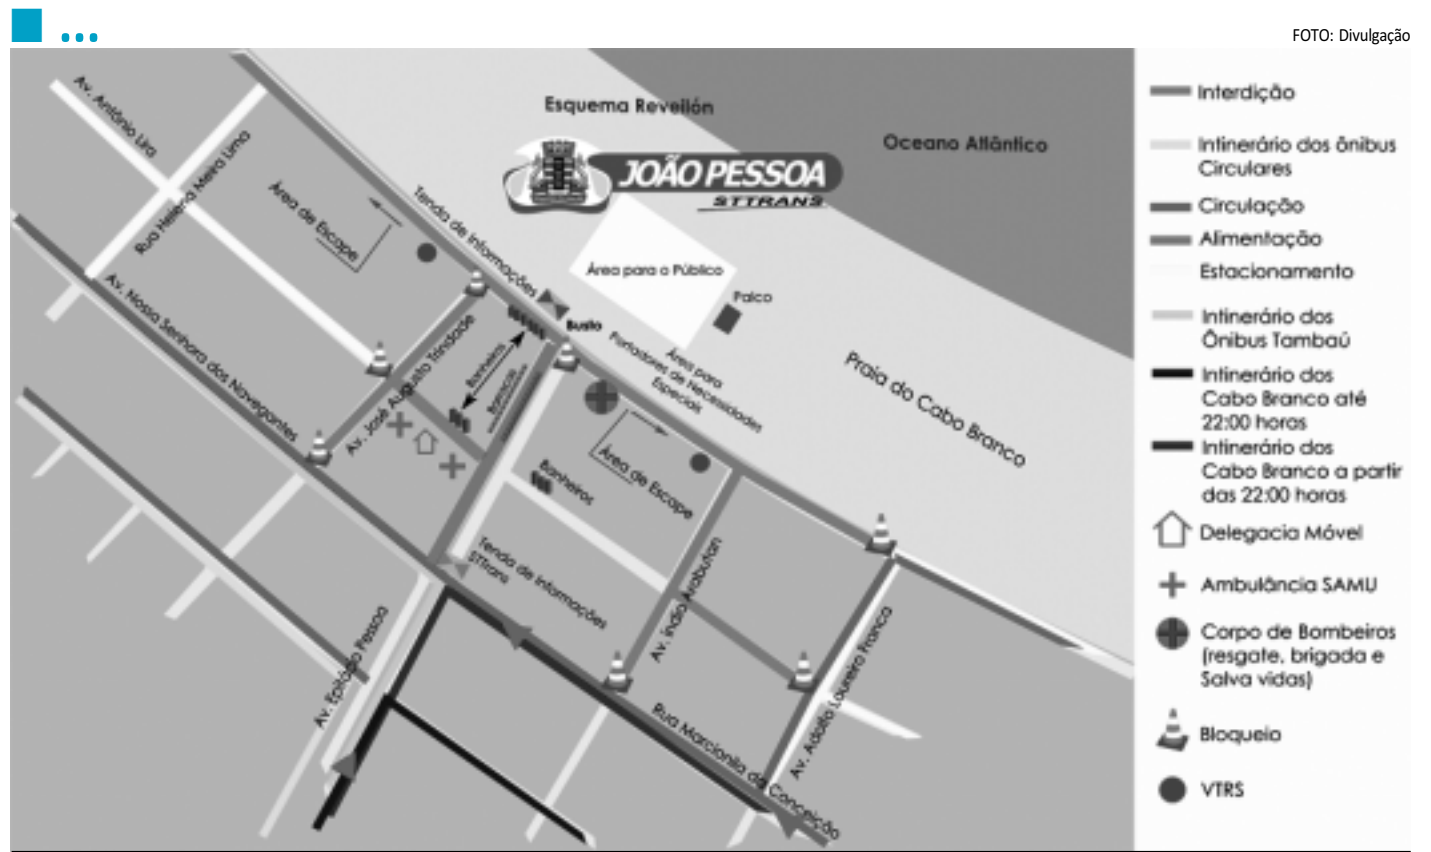 ...
FOTO: Divulgação
Esquema Reveillón
Oceano Atlântico
JOÃO PESSOA
STTRANS
Av. Antônio Lira
Rua Helena Meira Lima
Área de Escape
Tenda de Informações
Área para o Público
Palco
Busto
Área para
Portadores de Necessidades
Especiais
Praia do Cabo Branco
Av. Nossa Senhora dos Navegantes
Av. José Augusto Trindade
Banheiros
Área de Escape
Banheiros
Tenda de Informações
STTrans
Av. índio Arabutan
Av. Epitácio Pessoa
Rua Marcionila da Conceição
Av. Adolfo Loureiro Franca
Interdição
Intinerário dos ônibus
Circulares
Circulação
Alimentação
Estacionamento
Intinerário dos
Ônibus Tambaú
Intinerário dos
Cabo Branco até
22:00 horas
Intinerário dos
Cabo Branco a partir
das 22:00 horas
Delegacia Móvel
Ambulância SAMU
Corpo de Bombeiros
(resgate, brigada e
Salva vidas)
Bloqueio
VTRS